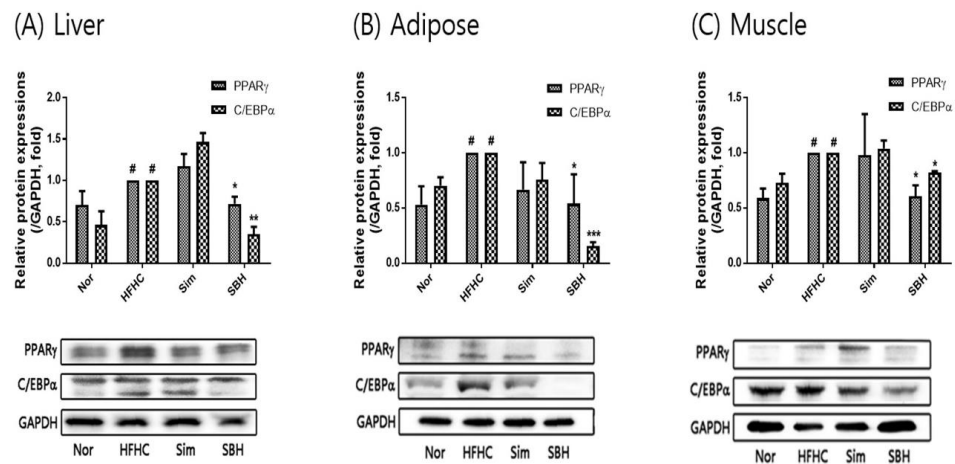 (A) Liver
PPARγ
C/EBPα
Relative protein expressions
(/GAPDH, fold)
2.0
1.5
1.0
0.5
0.0
# #
*
**
Nor HFHC Sim SBH
PPARγ
C/EBPα
GAPDH
Nor HFHC Sim SBH
(B) Adipose
PPARγ
C/EBPα
Relative protein expressions
(/GAPDH, fold)
1.5
1.0
0.5
0.0
# #
*
***
Nor HFHC Sim SBH
PPARγ
C/EBPα
GAPDH
Nor HFHC Sim SBH
(C) Muscle
PPARγ
C/EBPα
Relative protein expressions
(/GAPDH, fold)
1.5
1.0
0.5
0.0
# #
* *
Nor HFHC Sim SBH
PPARγ
C/EBPα
GAPDH
Nor HFHC Sim SBH